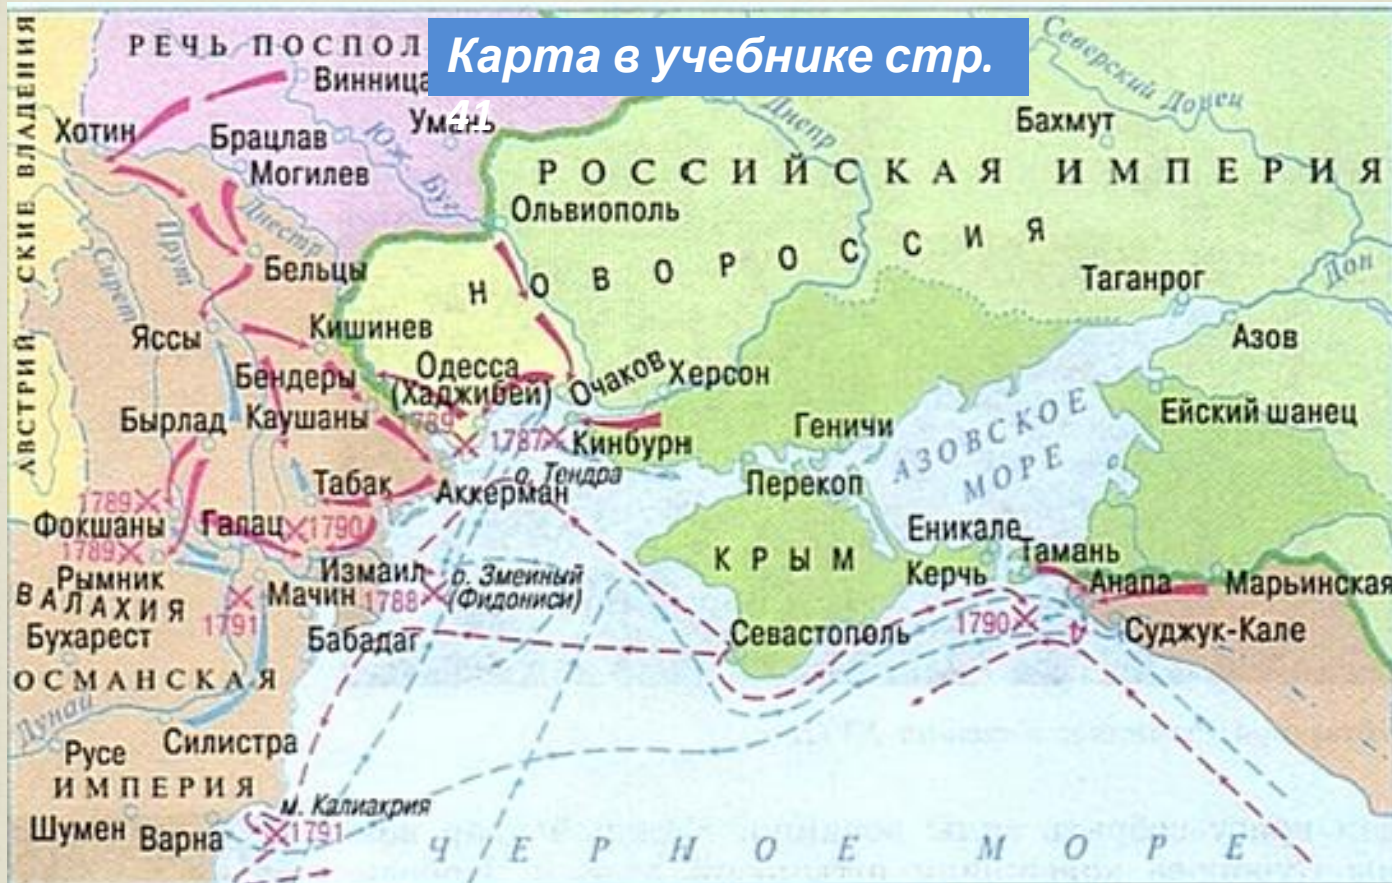 Карта в учебнике стр.
41
РЕЧЬ ПОСПОЛ
Винница
Умань
Хотин
Брацлав
Могилев
Юж. Буг
Днепр
Северский Донец
Бахмут
РОССИЙСКАЯ ИМПЕРИЯ
АВСТРИЙСКИЕ ВЛАДЕНИЯ
Ольвиополь
НОВОРОССИЯ
Днестр
Прут
Сирет
Бельцы
Таганрог
Дон
Азов
Яссы
Кишинев
Бендеры
Одесса
(Хаджибей)
Очаков
Херсон
Бырлад
Каушаны
1789
1787
Кинбурн
Геничи
Ейский шанец
АЗОВСКОЕ
МОРЕ
о. Тендра
Табак
Аккерман
Перекоп
1789
Фокшаны
Галац
1790
Еникале
Тамань
1789
Рымник
ВАЛАХИЯ
Измаил
о. Змеиный
(Фидониси)
КРЫМ
Керчь
Анапа
Марьинская
Мачин
1788
1791
Бухарест
Бабадаг
Севастополь
1790
Суджук-Кале
ОСМАНСКАЯ
Дунай
Русе
Силистра
ИМПЕРИЯ
м. Калиакрия
Шумен
Варна
1791
ЧЕРНОЕ МОРЕ